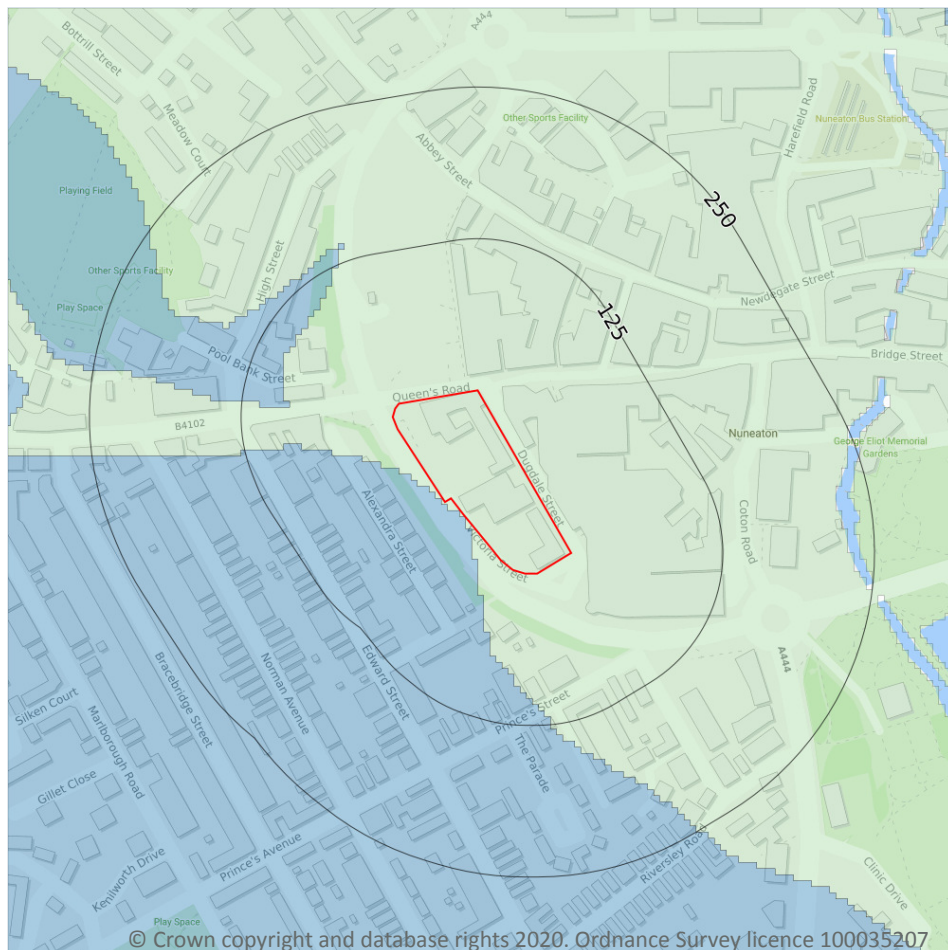 A444
Bottrill Street
Meadow Court
Other Sports Facility
Harefield Road
Nuneaton Bus Station
Abbey Street
Playing Field
250
Other Sports Facility
High Street
Play Space
Newdegate Street
125
Pool Bank Street
Bridge Street
Queen's Road
B4102
Nuneaton
George Eliot Memorial
Gardens
Dugdale Street
Alexandra Street
Coton Road
Victoria Street
Edward Street
Norman Avenue
Bracebridge Street
A444
Silken Court
Marlborough Road
Prince's Street
The Parade
Gillet Close
Prince's Avenue
Riversley Road
Kenilworth Drive
Clinic Drive
Play Space
© Crown copyright and database rights 2020. Ordnance Survey licence 100035207